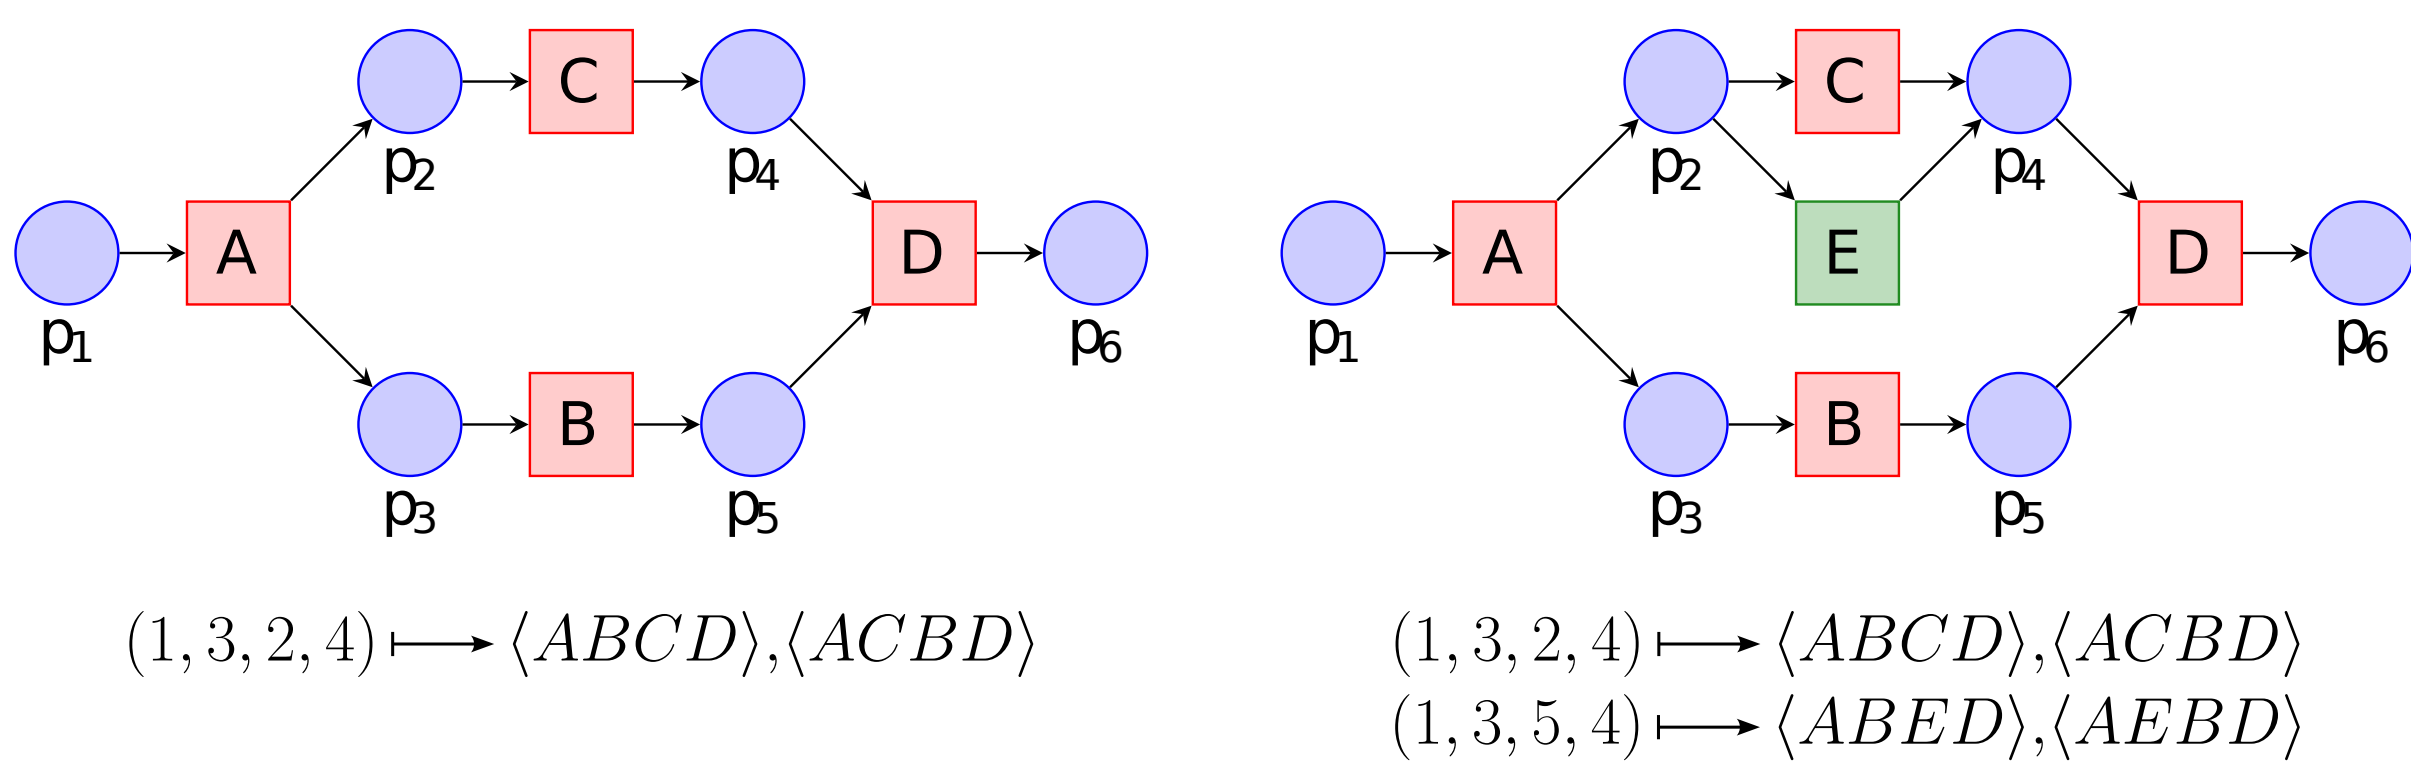 C C
p2 p4 p2 p4
A D A E D
p1 p6 p1 p6
B B
p3 p5 p3 p5
(1, 3, 2, 4) ⟼ ⟨ABCD⟩,⟨ACBD⟩
(1, 3, 2, 4) ⟼ ⟨ABCD⟩,⟨ACBD⟩
(1, 3, 5, 4) ⟼ ⟨ABED⟩,⟨AEBD⟩